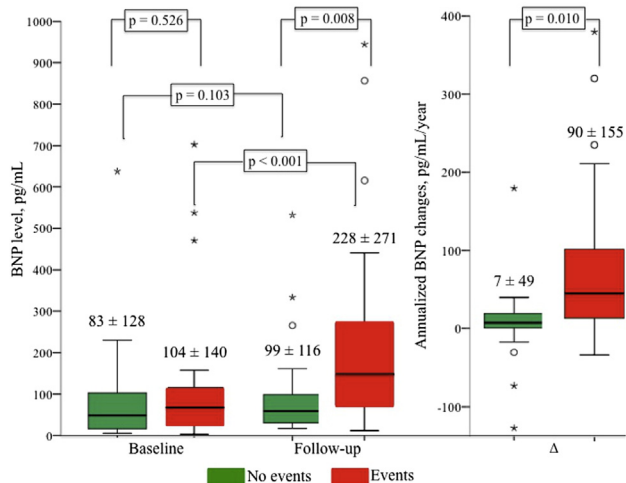 1000
900
800
700
600
500
400
300
200
100
0
BNP level, pg/mL
p = 0.526
p = 0.008
p = 0.103
p < 0.001
83 ± 128
104 ± 140
99 ± 116
228 ± 271
Baseline
Follow-up
400
300
200
100
0
-100
Annualized BNP changes, pg/mL/year
p = 0.010
90 ± 155
7 ± 49
Δ
No events
Events